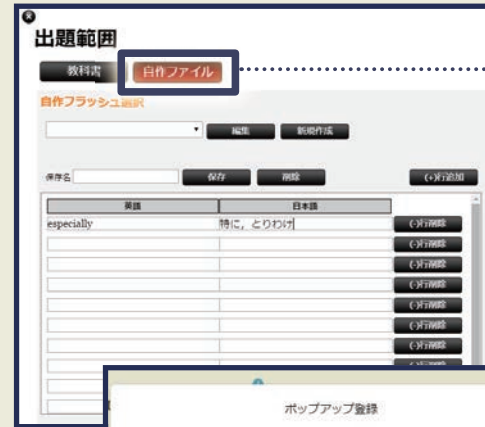 出題範囲
教科書 自作ファイル
自作フラッシュ選択
編集 新規作成
保存名 保存 削除 (+)行追加
英語 日本語
especially 特に，とりわけ (-)行削除
(-)行削除
(-)行削除
(-)行削除
(-)行削除
(-)行削除
(-)行削除
(-)行削除
ポップアップ登録